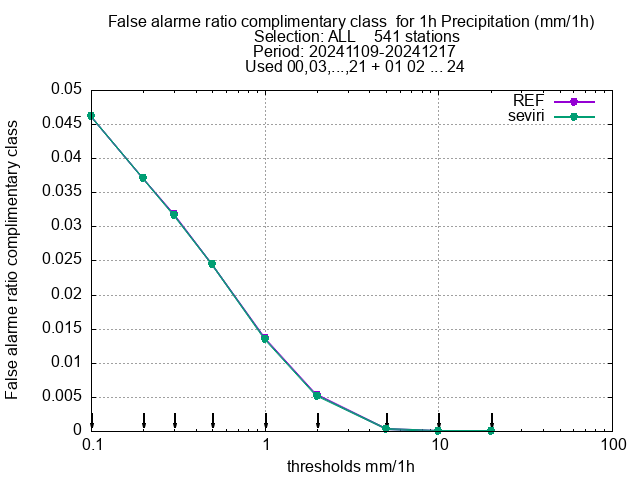 False alarme ratio complimentary class  for 1h Precipitation (mm/1h)
Selection: ALL    541 stations
Period: 20241109-20241217
Used 00,03,...,21 + 01 02 ... 24
REF
seviri
0.05
0.045
0.04
0.035
0.03
0.025
0.02
0.015
0.01
0.005
0
False alarme ratio complimentary class
0.1 1 10 100
thresholds mm/1h